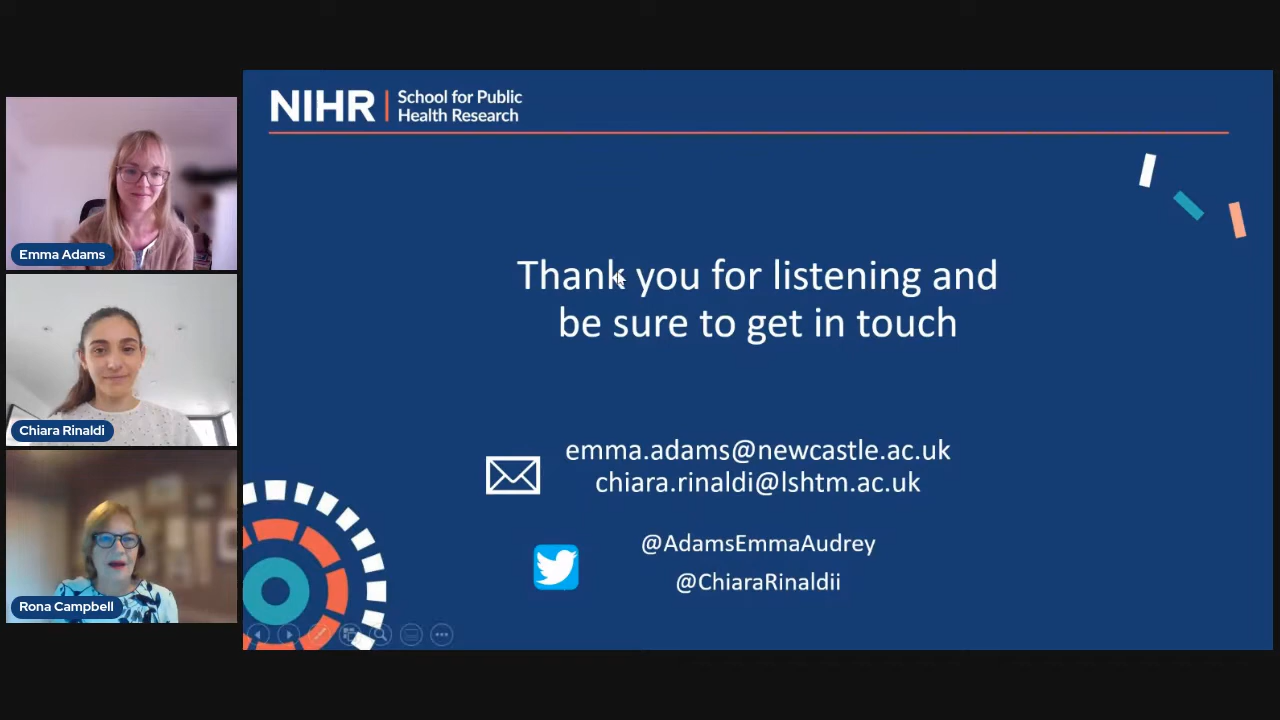 NIHR | School for Public
Health Research
Thank you for listening and
be sure to get in touch
emma.adams@newcastle.ac.uk
chiara.rinaldi@lshtm.ac.uk
@AdamsEmmaAudrey
@ChiaraRinaldii
Emma Adams
Chiara Rinaldi
Rona Campbell